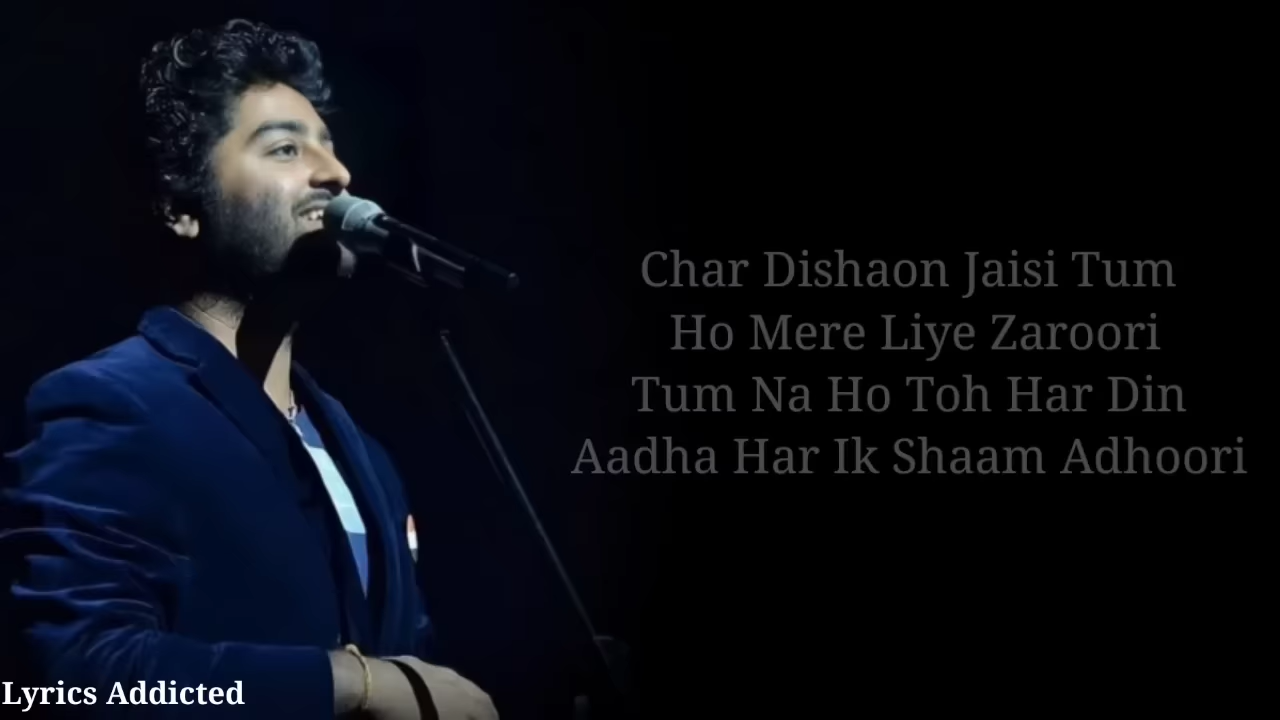 Char Dishaon Jaisi Tum
Ho Mere Liye Zaroori
Tum Na Ho Toh Har Din
Aadha Har Ik Shaam Adhoori
Lyrics Addicted